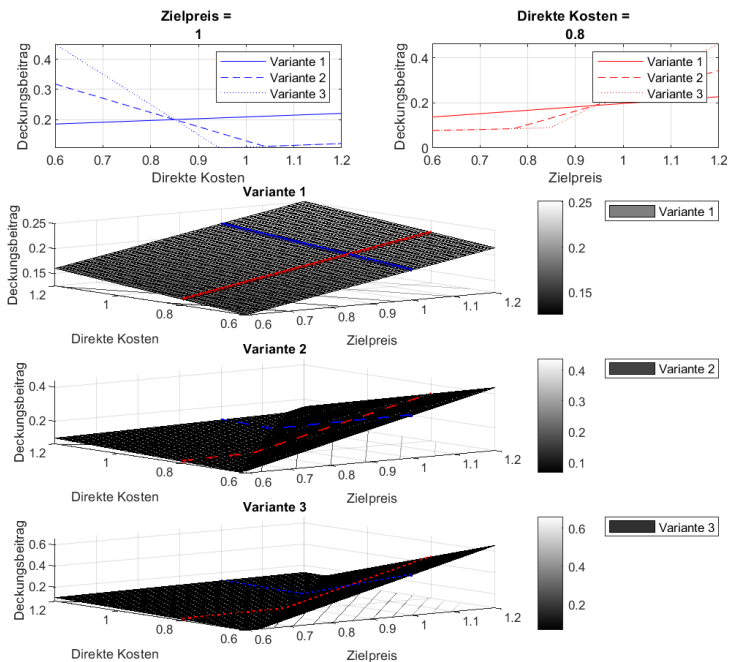 Zielpreis =
1
Deckungsbeitrag
0.4
0.2
Variante 1
Variante 2
Variante 3
0.6 0.7 0.8 0.9 1 1.1 1.2
Direkte Kosten
Direkte Kosten =
0.8
Deckungsbeitrag
0.4
0.2
0
Variante 1
Variante 2
Variante 3
0.6 0.7 0.8 0.9 1 1.1 1.2
Zielpreis
Variante 1
Deckungsbeitrag
0.25
0.2
0.15
1.2 1 0.8 0.6
Direkte Kosten
0.6 0.7 0.8 0.9 1 1.1 1.2
Zielpreis
0.25
0.2
0.15
Variante 1
Variante 2
Deckungsbeitrag
0.4
0.2
1.2 1 0.8 0.6
Direkte Kosten
0.6 0.7 0.8 0.9 1 1.1 1.2
Zielpreis
0.4
0.3
0.2
0.1
Variante 2
Variante 3
Deckungsbeitrag
0.6
0.4
0.2
1.2 1 0.8 0.6
Direkte Kosten
0.6 0.7 0.8 0.9 1 1.1 1.2
Zielpreis
0.6
0.4
0.2
Variante 3